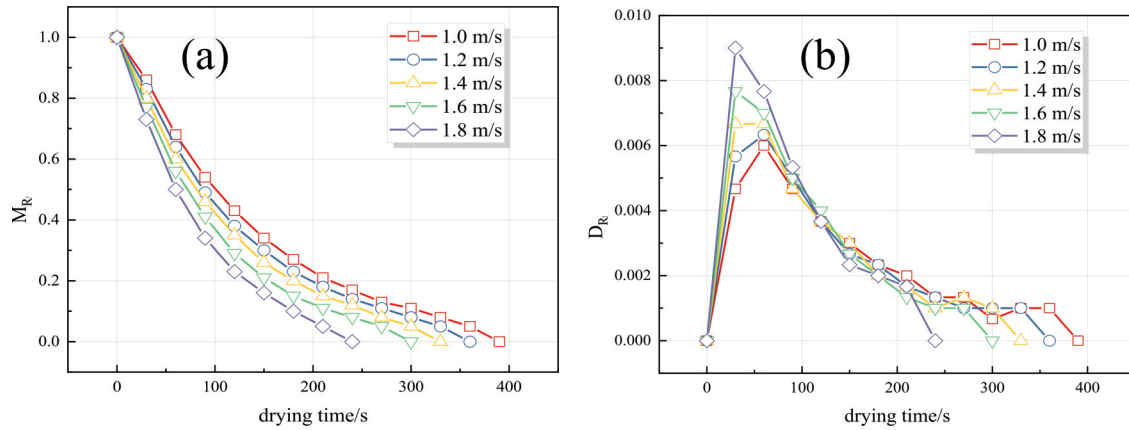 (a)
1.0 m/s
1.2 m/s
1.4 m/s
1.6 m/s
1.8 m/s
1.0
0.8
0.6
0.4
0.2
0.0
M_R
0
100
200
300
400
drying time/s
(b)
1.0 m/s
1.2 m/s
1.4 m/s
1.6 m/s
1.8 m/s
0.010
0.008
0.006
0.004
0.002
0.000
D_R
0
100
200
300
400
drying time/s